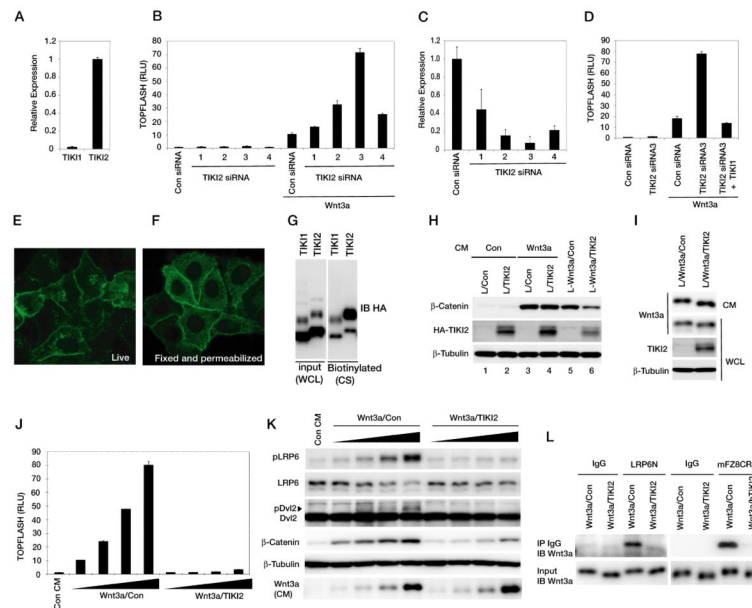 A
Relative Expression
1.2
1
0.8
0.6
0.4
0.2
0
TIKI1 TIKI2
B
TOPFLASH (RLU)
80
70
60
50
40
30
20
10
0
Con siRNA
1 2 3 4
TIKI2 siRNA
Con siRNA
1 2 3 4
TIKI2 siRNA
Wnt3a
C
Relative Expression
1.2
1
0.8
0.6
0.4
0.2
0
Con siRNA
1 2 3 4
TIKI2 siRNA
D
TOPFLASH (RLU)
80
70
60
50
40
30
20
10
0
Con siRNA
TIKI2 siRNA3
Con siRNA
TIKI2 siRNA3
TIKI2 siRNA3
+ TIKI1
Wnt3a
E
Live
F
Fixed and permeabilized
G
TIKI1
TIKI2
TIKI1
TIKI2
IB HA
input
(WCL)
Biotinylated
(CS)
H
CM Con Wnt3a
L/Con
L/TIKI2
L/Con
L/TIKI2
L-Wnt3a/Con
L-Wnt3a/TIKI2
β-Catenin
HA-TIKI2
β-Tubulin
1 2 3 4 5 6
I
L/Wnt3a/Con
L/Wnt3a/TIKI2
Wnt3a
CM
TIKI2
WCL
β-Tubulin
J
TOPFLASH (RLU)
90
80
70
60
50
40
30
20
10
0
Con CM
Wnt3a/Con
Wnt3a/TIKI2
K
Con CM
Wnt3a/Con
Wnt3a/TIKI2
pLRP6
LRP6
pDvl2
Dvl2
β-Catenin
β-Tubulin
Wnt3a
(CM)
L
IgG LRP6N IgG mFZ8CR
Wnt3a/Con
Wnt3a/TIKI2
Wnt3a/Con
Wnt3a/TIKI2
Wnt3a/Con
Wnt3a/TIKI2
Wnt3a/Con
Wnt3a/TIKI2
IP IgG
IB Wnt3a
Input
IB Wnt3a